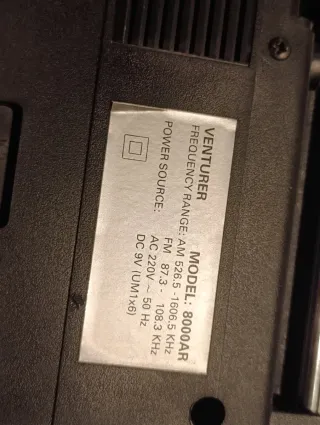 VENTURER MODEL: 8000AR
FREQUENCY RANGE: AM 526.5 - 1606.5 KHz
FM 87.3 - 108.3 KHz
POWER SOURCE: AC 220V ~ 50 Hz
DC 9V (UM1x6)